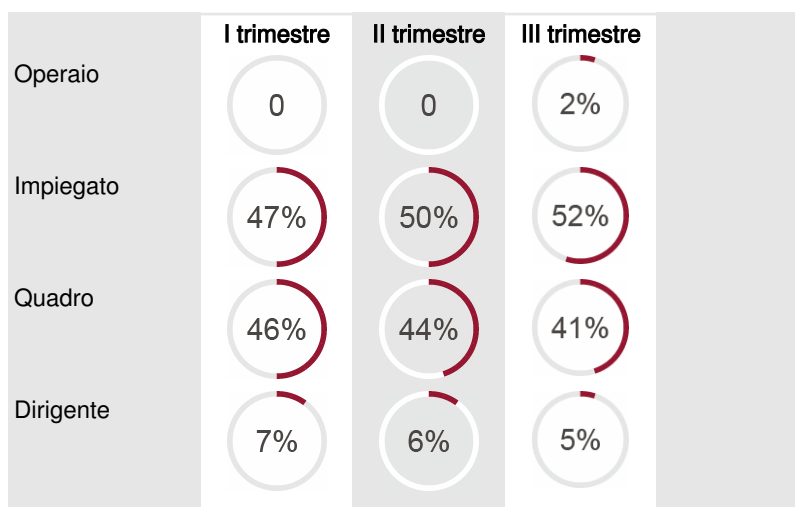 I trimestre II trimestre III trimestre
Operaio 0 0 2%
Impiegato 47% 50% 52%
Quadro 46% 44% 41%
Dirigente 7% 6% 5%